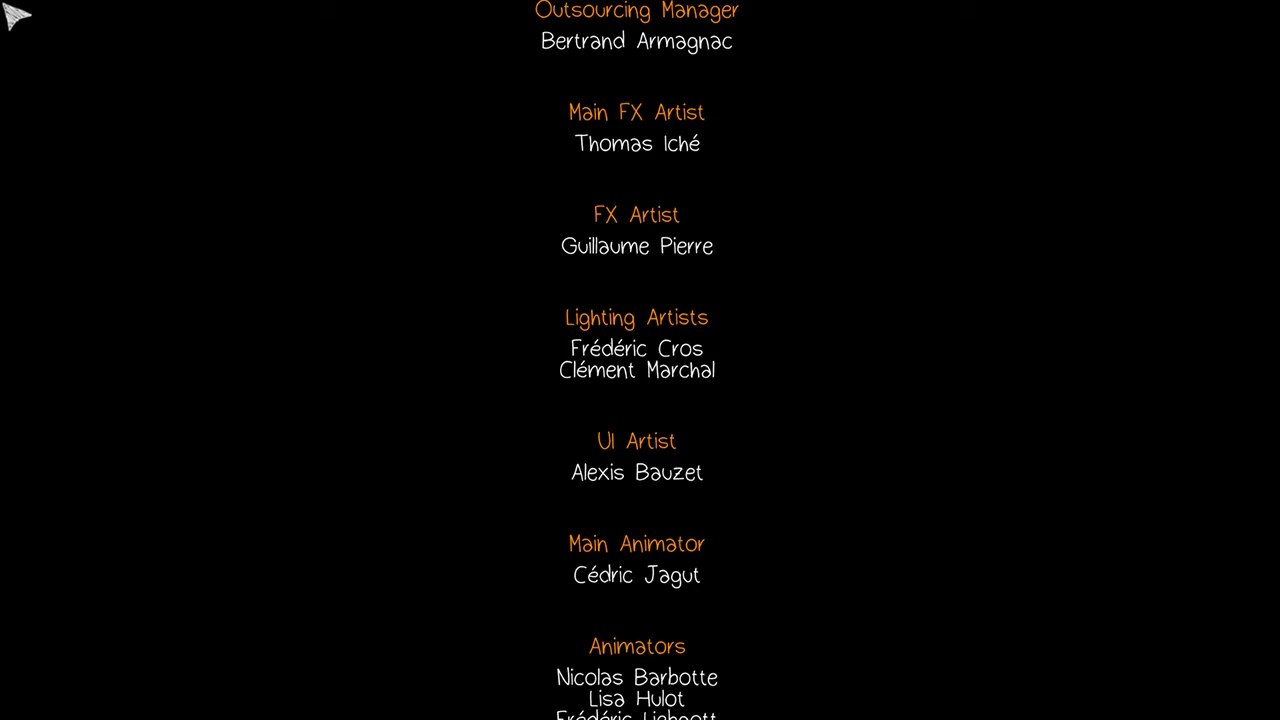 Outsourcing Manager
Bertrand Armagnac
Main FX Artist
Thomas Iché
FX Artist
Guillaume Pierre
Lighting Artists
Frédéric Cros
Clément Marchal
UI Artist
Alexis Bauzet
Main Animator
Cédric Jagut
Animators
Nicolas Barbotte
Lisa Hulot
Frédéric